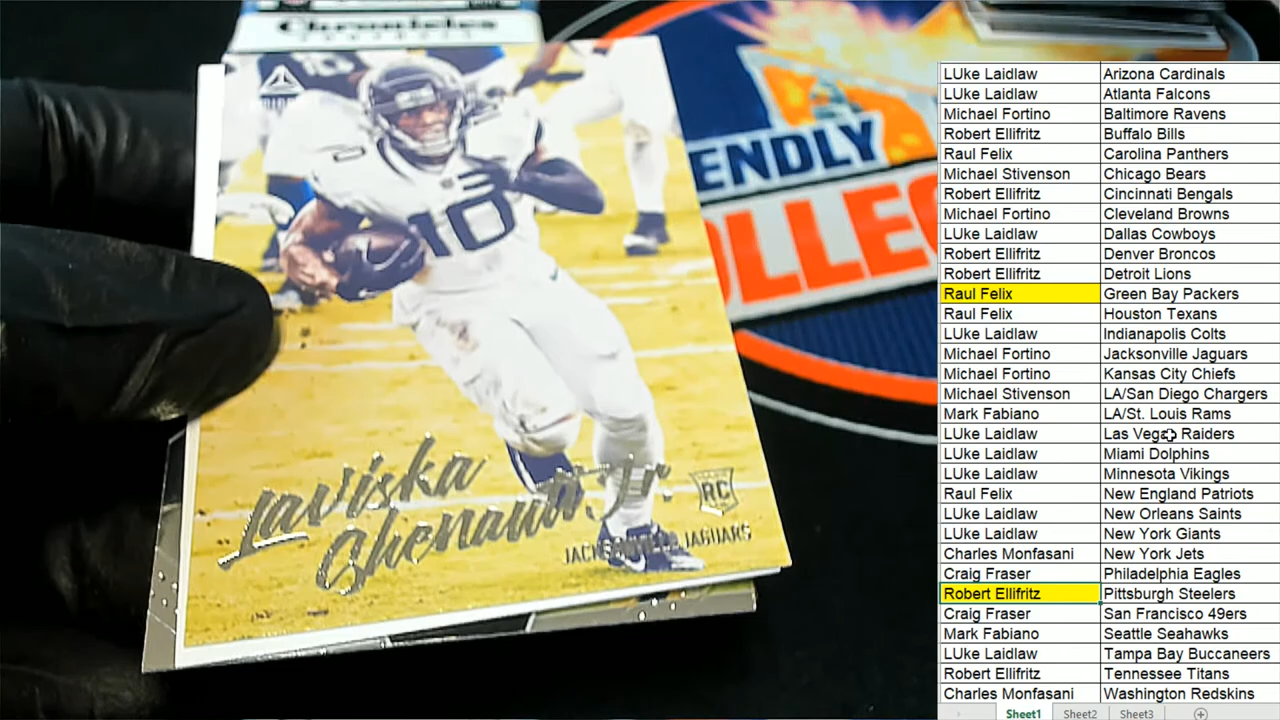 Chronicles
ENDLY
OLLEC
10
Laviska
Shenault Jr.
RC
JACKSONVILLE JAGUARS
LUke Laidlaw Arizona Cardinals
LUke Laidlaw Atlanta Falcons
Michael Fortino Baltimore Ravens
Robert Ellifritz Buffalo Bills
Raul Felix Carolina Panthers
Michael Stivenson Chicago Bears
Robert Ellifritz Cincinnati Bengals
Michael Fortino Cleveland Browns
LUke Laidlaw Dallas Cowboys
Robert Ellifritz Denver Broncos
Robert Ellifritz Detroit Lions
Raul Felix Green Bay Packers
Raul Felix Houston Texans
LUke Laidlaw Indianapolis Colts
Michael Fortino Jacksonville Jaguars
Michael Fortino Kansas City Chiefs
Michael Stivenson LA/San Diego Chargers
Mark Fabiano LA/St. Louis Rams
LUke Laidlaw Las Vegas Raiders
LUke Laidlaw Miami Dolphins
LUke Laidlaw Minnesota Vikings
Raul Felix New England Patriots
LUke Laidlaw New Orleans Saints
LUke Laidlaw New York Giants
Charles Monfasani New York Jets
Craig Fraser Philadelphia Eagles
Robert Ellifritz Pittsburgh Steelers
Craig Fraser San Francisco 49ers
Mark Fabiano Seattle Seahawks
LUke Laidlaw Tampa Bay Buccaneers
Robert Ellifritz Tennessee Titans
Charles Monfasani Washington Redskins
Sheet1 Sheet2 Sheet3